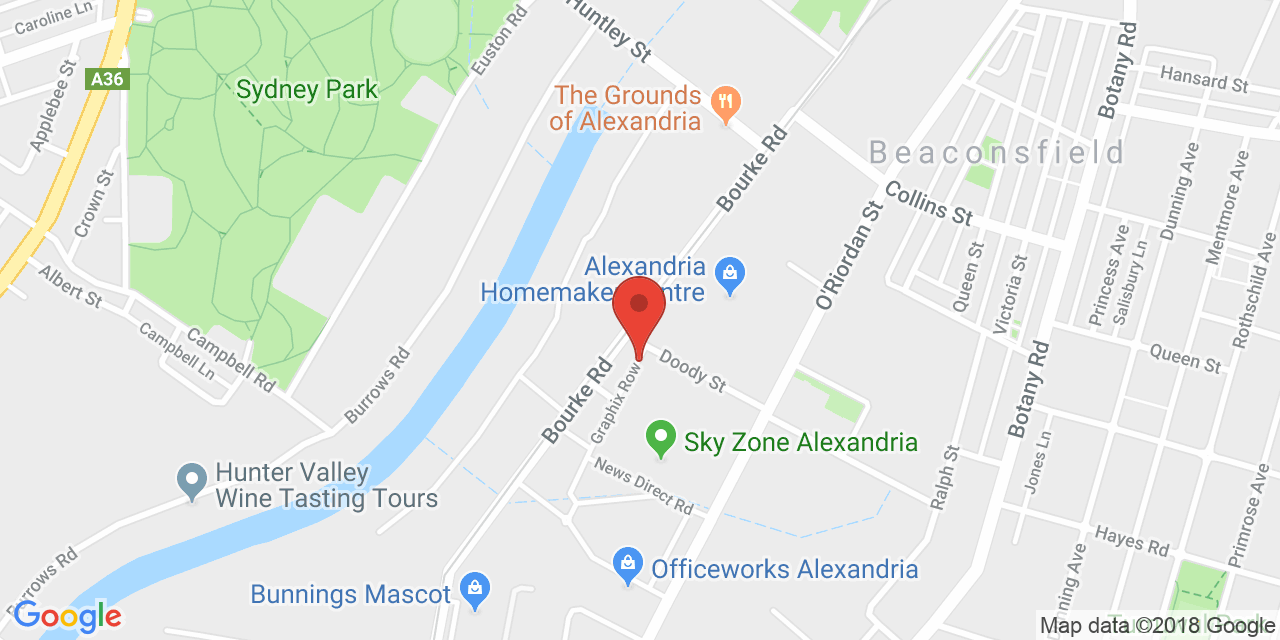 Caroline Ln
Huntley St
Euston Rd
Botany Rd
A36
Hansard St
Sydney Park
The Grounds
of Alexandria
Applebee St
Bourke Rd
Beaconsfield
Dunning Ave
Mentmore Ave
Collins St
Crown St
O'Riordan St
Queen St
Princess Ave
Salisbury Ln
Rothschild Ave
Victoria St
Albert St
Alexandria
Homemaker Centre
Campbell Rd
Campbell Ln
Burrows Rd
Doody St
Queen St
Bourke Rd
Graphix Row
Botany Rd
Sky Zone Alexandria
Jones Ln
Ralph St
Hunter Valley
Wine Tasting Tours
News Direct Rd
Hayes Rd
Primrose Ave
Officeworks Alexandria
Bunnings Mascot
Burrows Rd
Google
Map data ©2018 Google